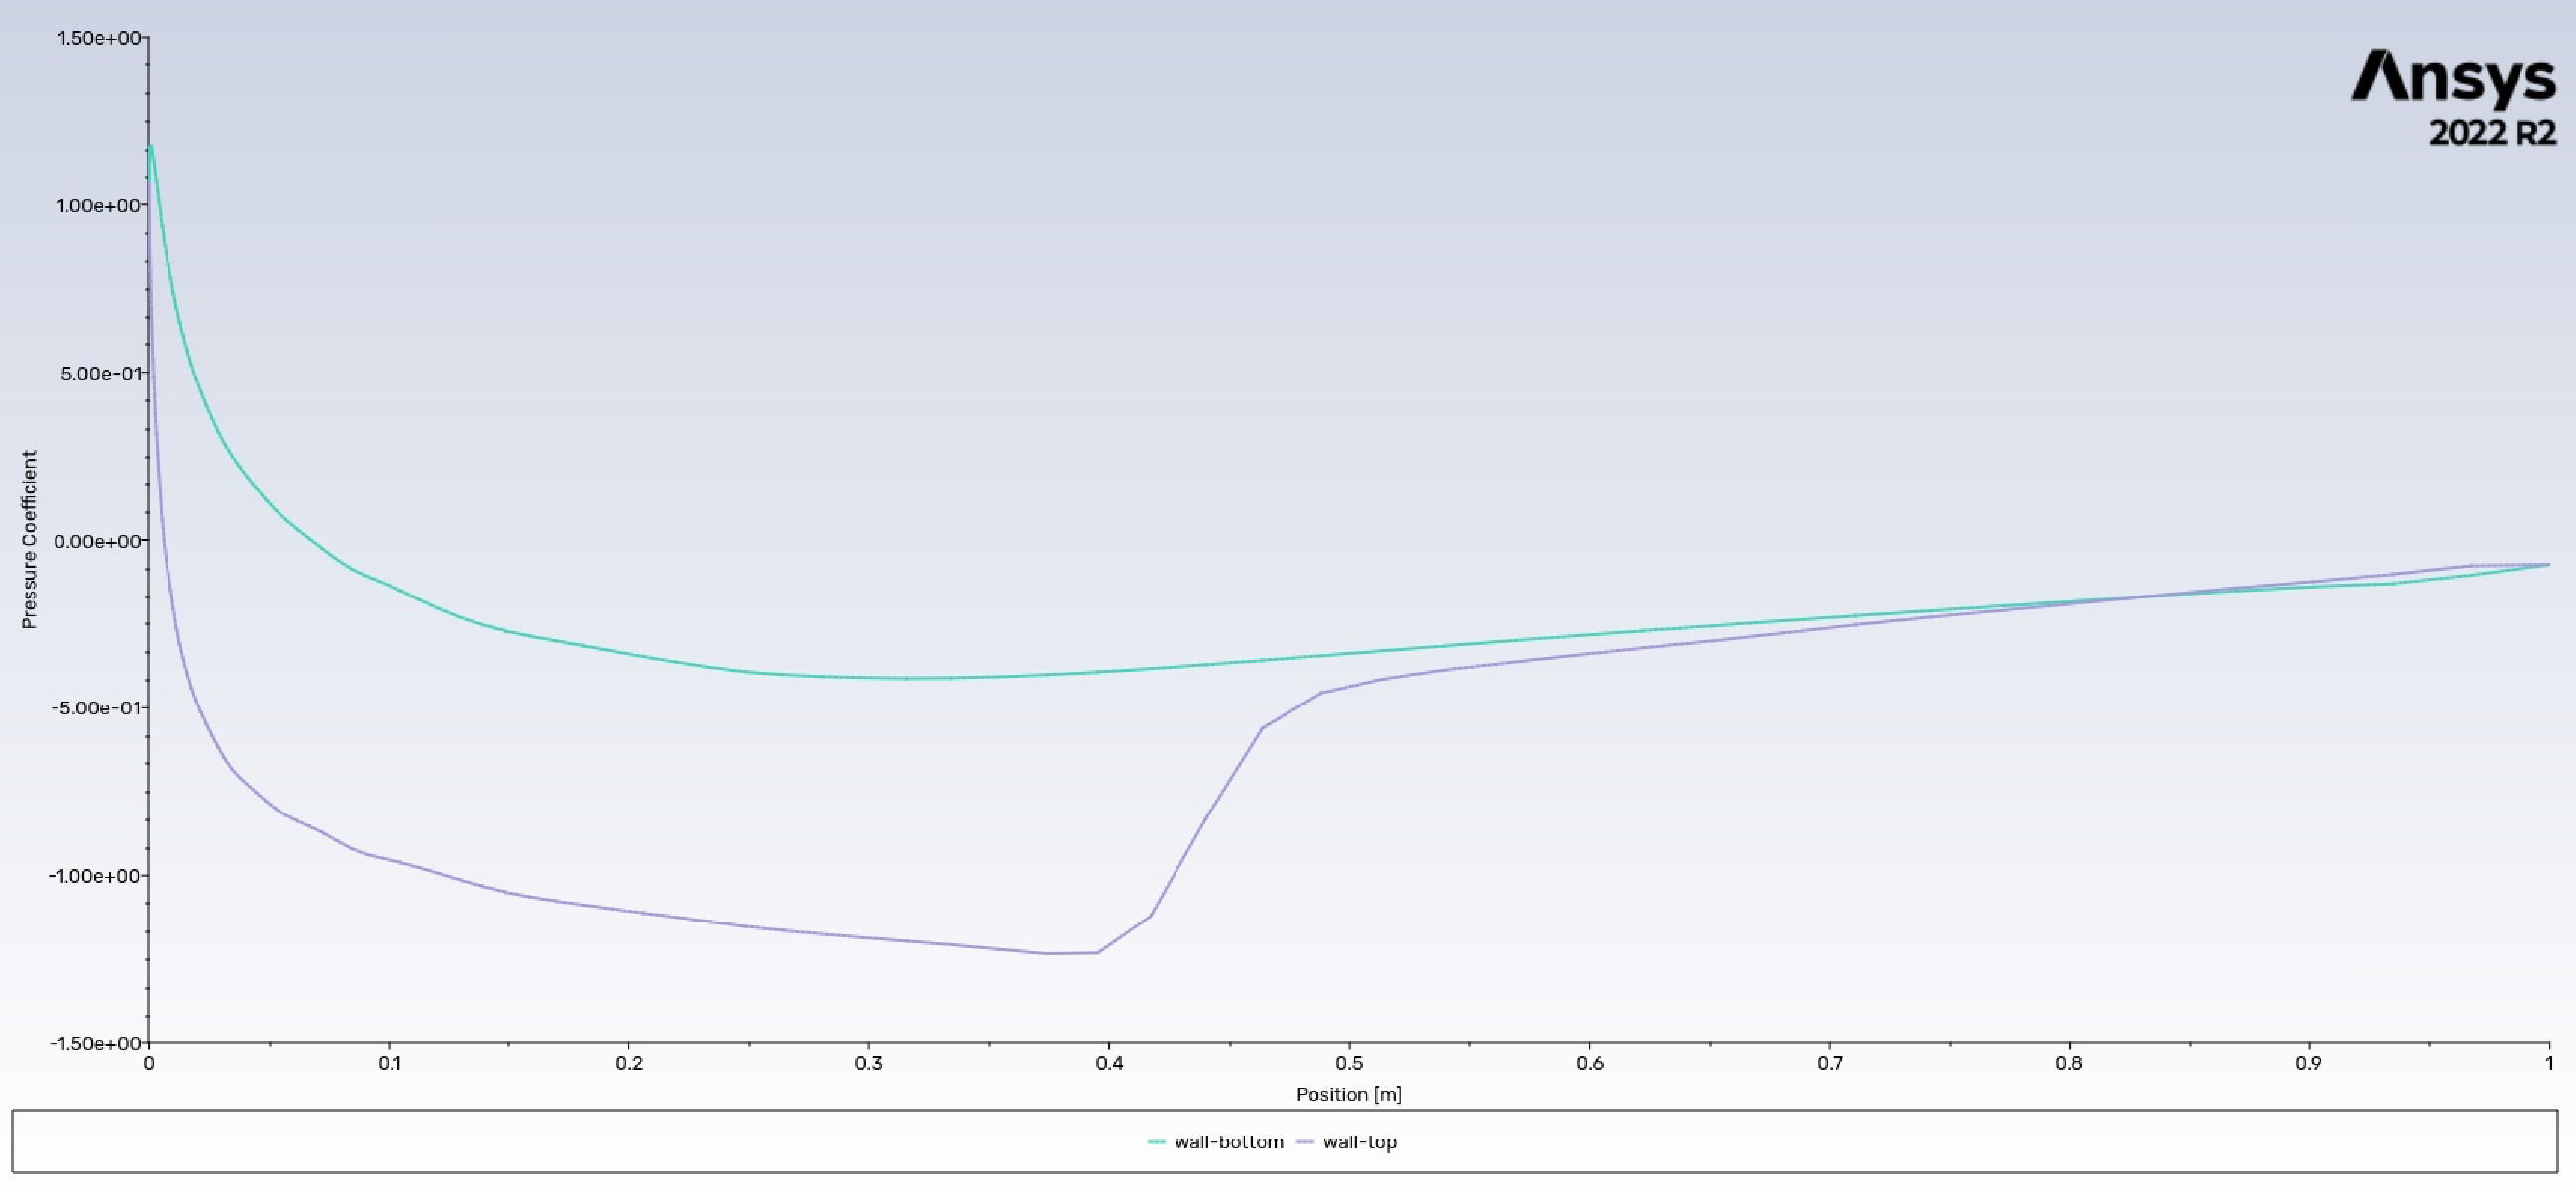 1.50e+00
Ansys
2022 R2
1.00e+00
5.00e-01
Pressure Coefficient
0.00e+00
-5.00e-01
-1.00e+00
-1.50e+00
0 0.1 0.2 0.3 0.4 0.5 0.6 0.7 0.8 0.9 1
Position [m]
wall-bottom wall-top